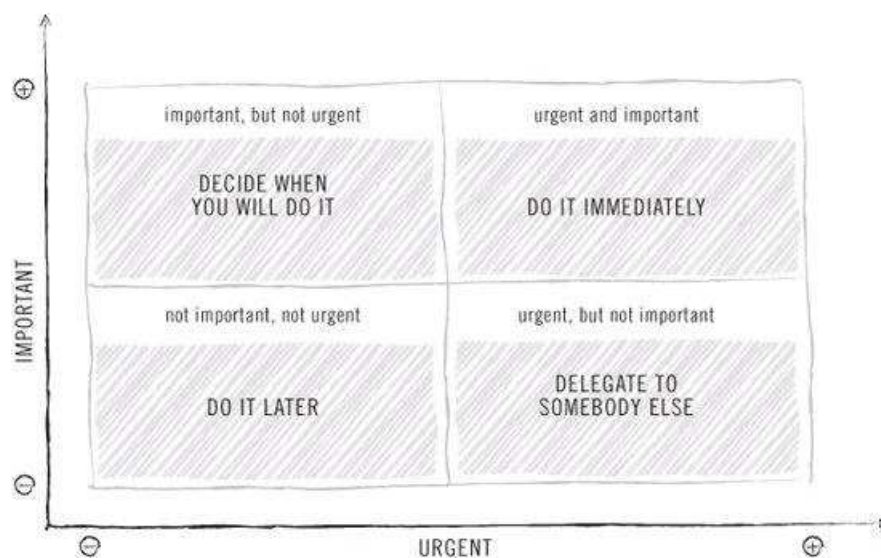 important, but not urgent
urgent and important
DECIDE WHEN
YOU WILL DO IT
DO IT IMMEDIATELY
not important, not urgent
urgent, but not important
DO IT LATER
DELEGATE TO
SOMEBODY ELSE
IMPORTANT
URGENT
+
-
-
+